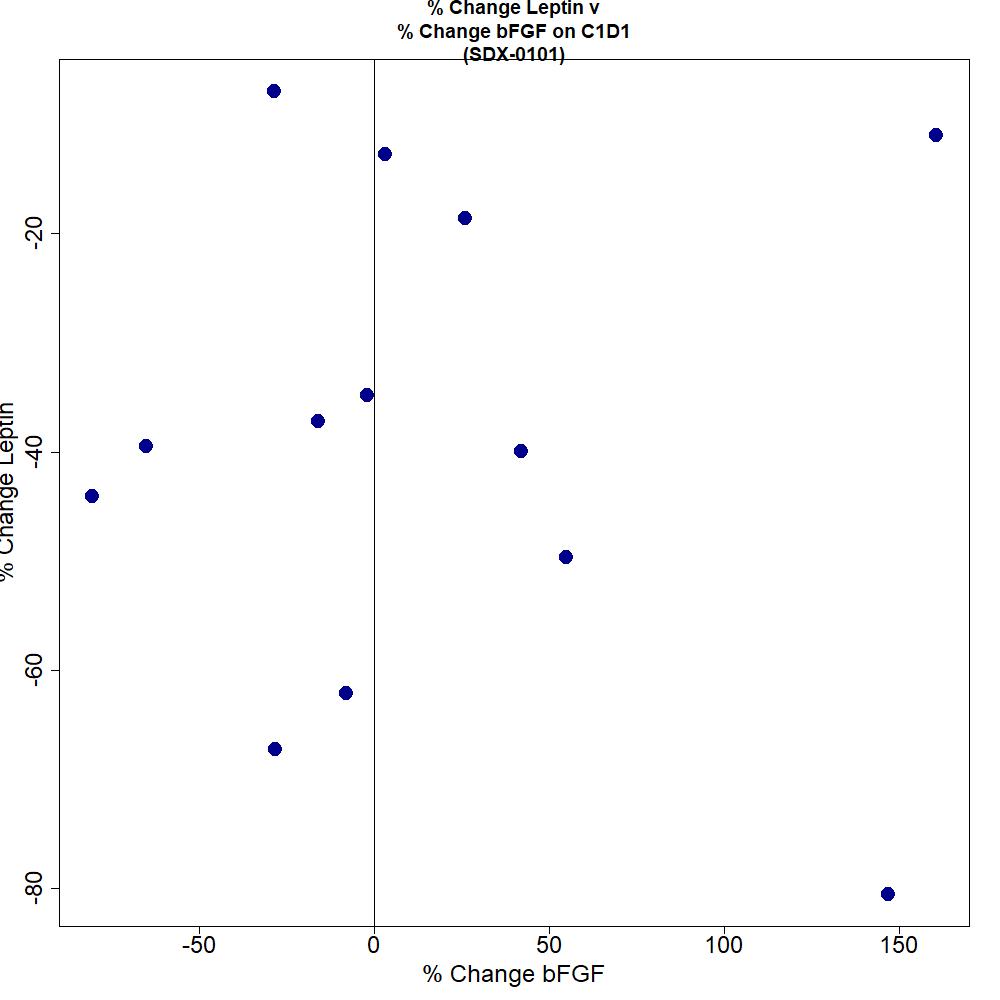 % Change Leptin v
% Change bFGF on C1D1
(SDX-0101)
% Change Leptin
-20
-40
-60
-80
-50
0
50
100
150
% Change bFGF